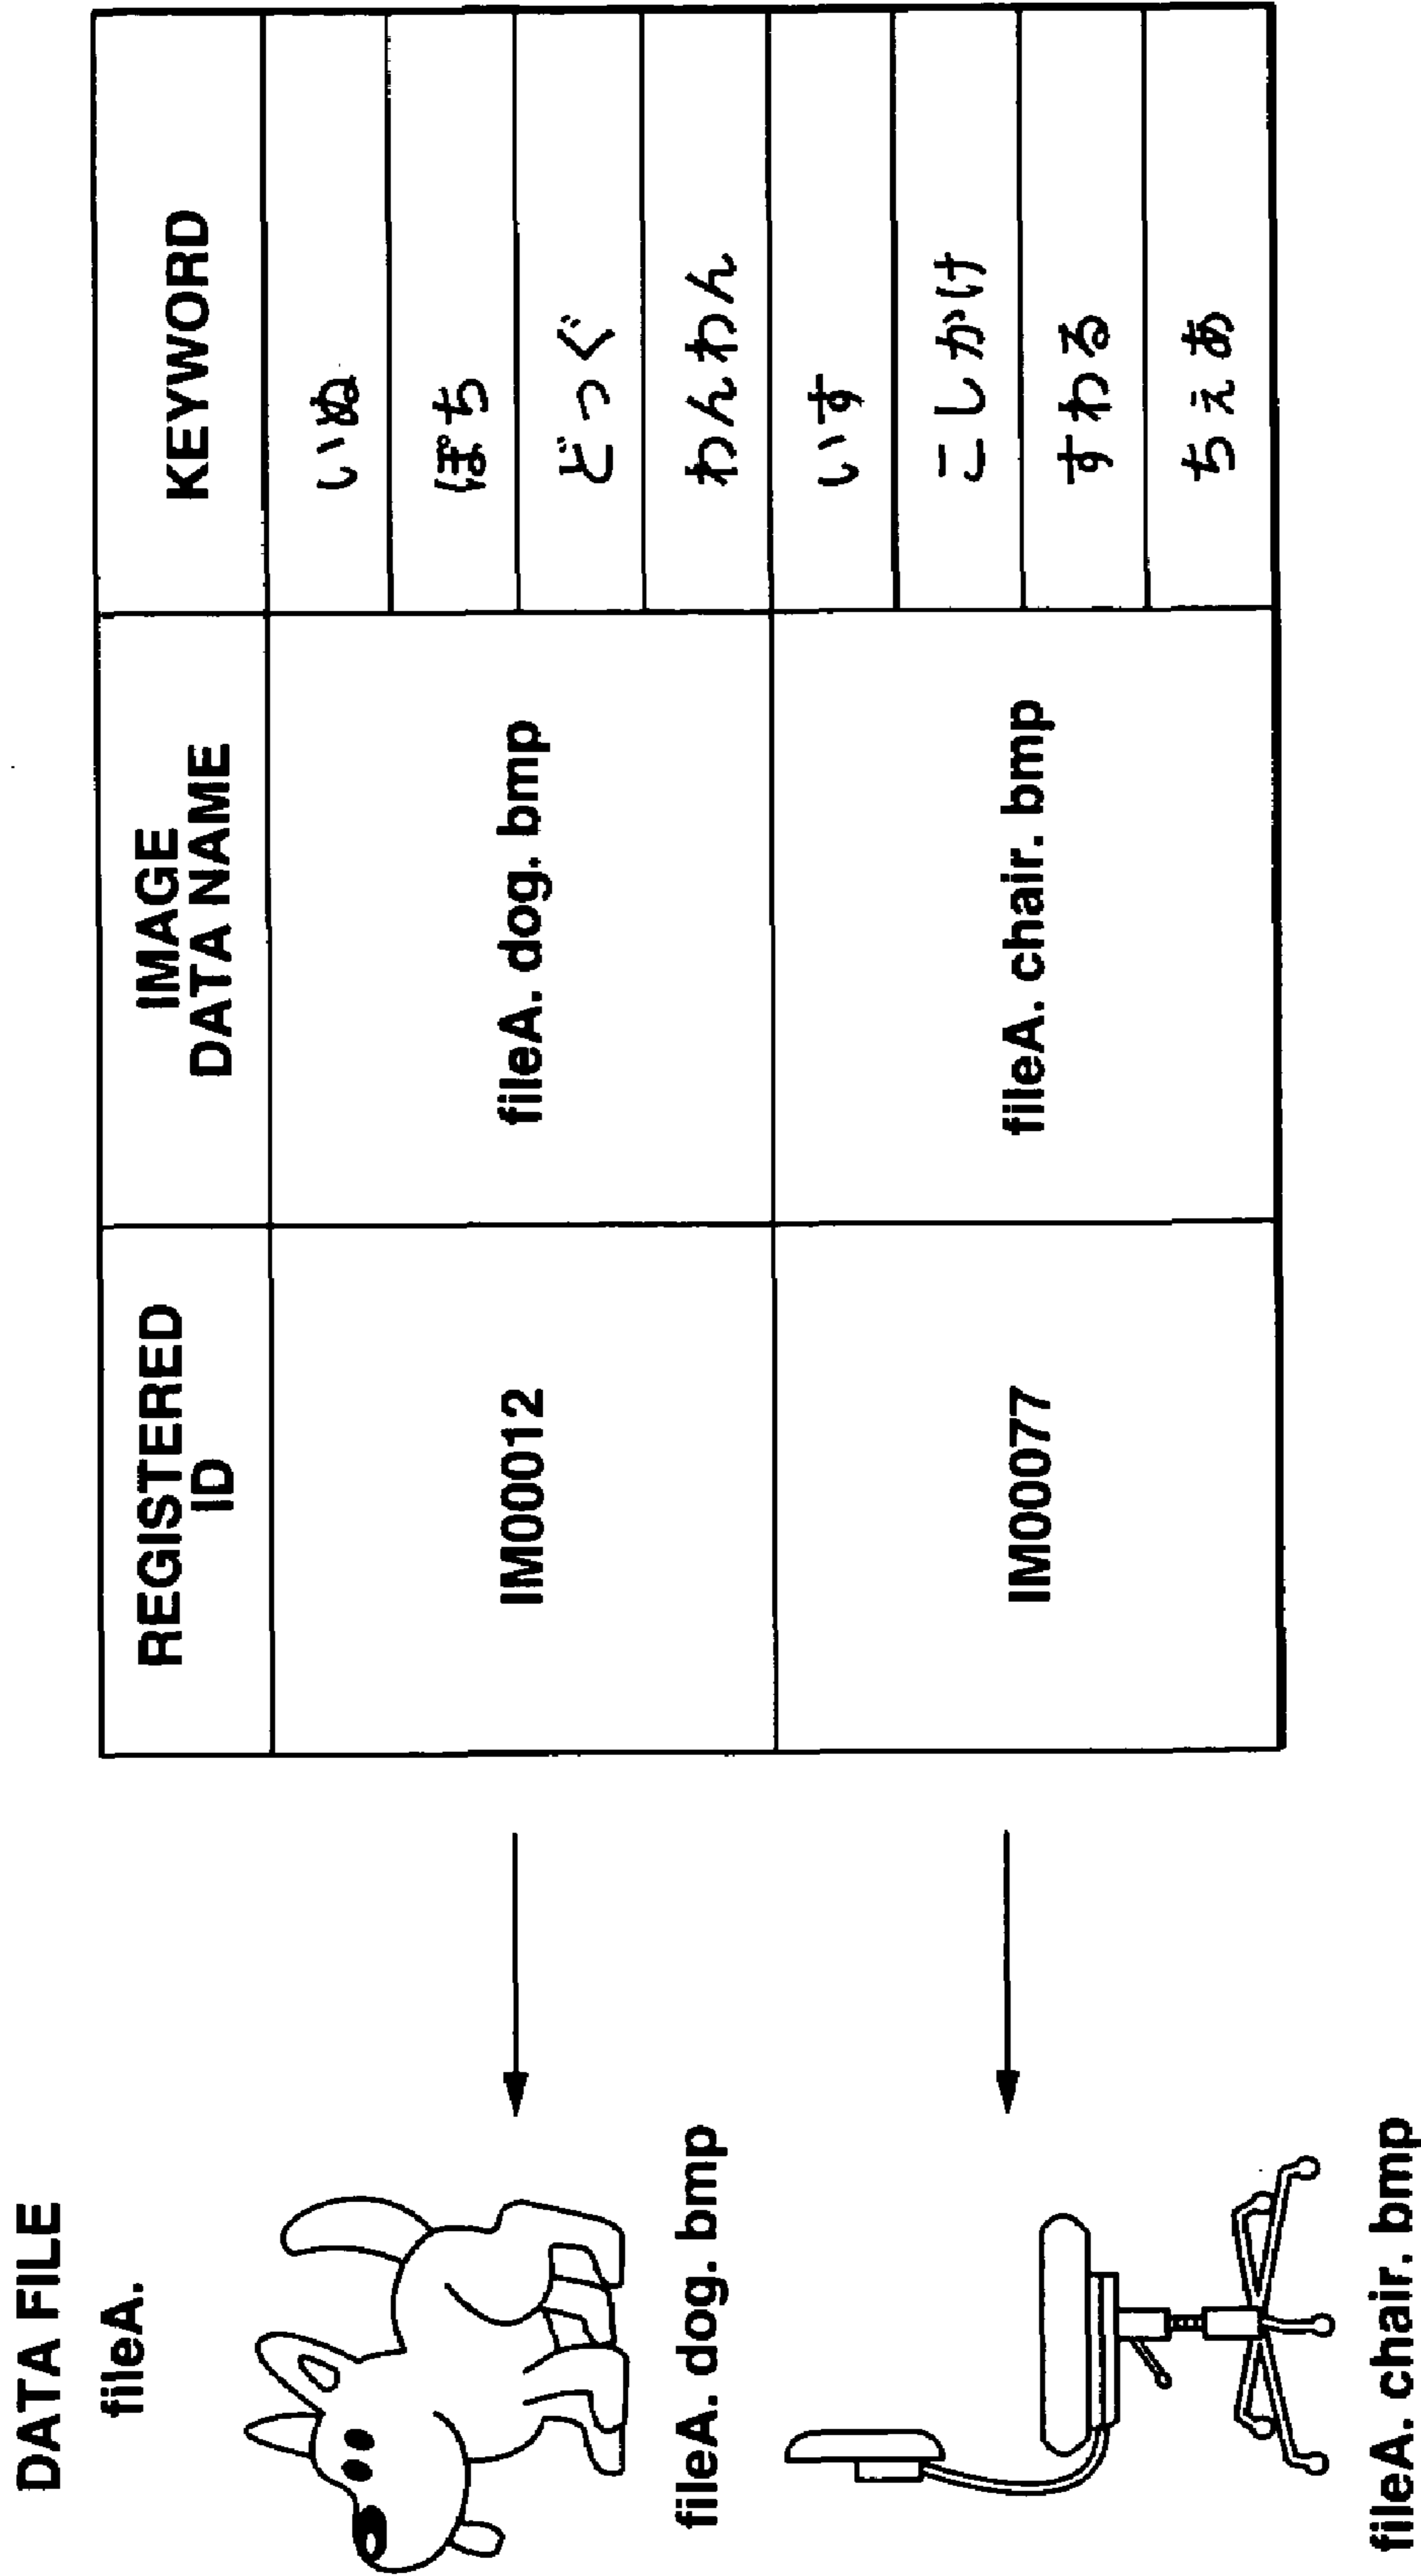 DATA FILE
fileA.
fileA. dog. bmp
fileA. chair. bmp
REGISTERED
ID
IMAGE
DATA NAME
KEYWORD
IM00012
fileA. dog. bmp
いぬ
ぽち
どっぐ
わんわん
IM00077
fileA. chair. bmp
いす
こしかけ
すわる
ちぇあ